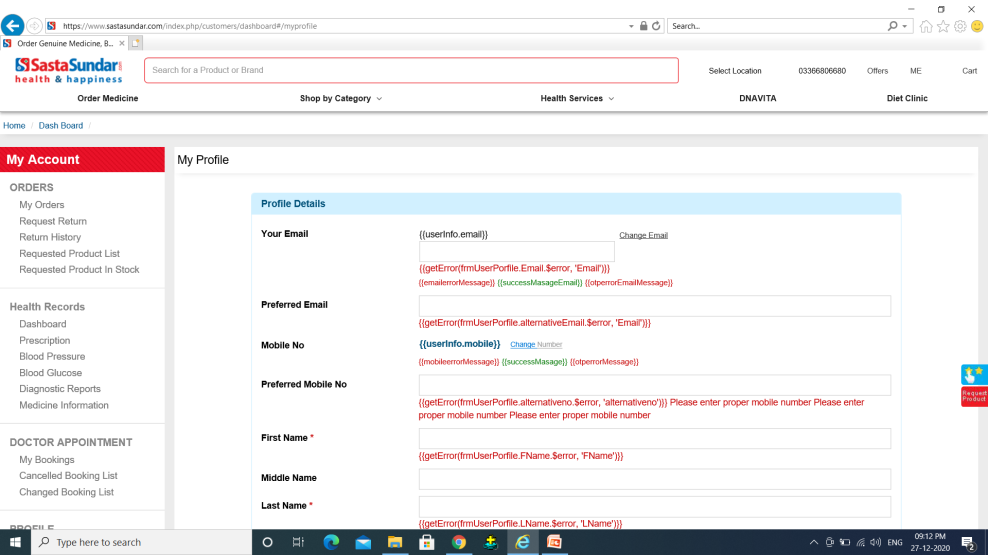 https://www.sastasundar.com/index.php/customers/dashboard#/myprofile
Search...
Order Genuine Medicine, B...
SastaSundar
health & happiness
Search for a Product or Brand
Select Location
03366806680
Offers
ME
Cart
Order Medicine
Shop by Category
Health Services
DNAVITA
Diet Clinic
Home / Dash Board /
My Account
ORDERS
My Orders
Request Return
Return History
Requested Product List
Requested Product In Stock
Health Records
Dashboard
Prescription
Blood Pressure
Blood Glucose
Diagnostic Reports
Medicine Information
DOCTOR APPOINTMENT
My Bookings
Cancelled Booking List
Changed Booking List
PROFILE
My Profile
Profile Details
Your Email
{{userInfo.email}}
Change Email
{{getError(frmUserPorfile.Email.$error, 'Email')}}
{{emailerrorMessage}} {{successMasageEmail}} {{otperrorEmailMessage}}
Preferred Email
{{getError(frmUserPorfile.alternativeEmail.$error, 'Email')}}
Mobile No
{{userInfo.mobile}}
Change Number
{{mobileerrorMessage}} {{successMasage}} {{otperrorMessage}}
Preferred Mobile No
{{getError(frmUserPorfile.alternativeno.$error, 'alternativeno')}} Please enter proper mobile number Please enter
proper mobile number Please enter proper mobile number
First Name *
{{getError(frmUserPorfile.FName.$error, 'FName')}}
Middle Name
Last Name *
{{getError(frmUserPorfile.LName.$error, 'LName')}}
Request
Product
Type here to search
ENG
09:12 PM
27-12-2020
2